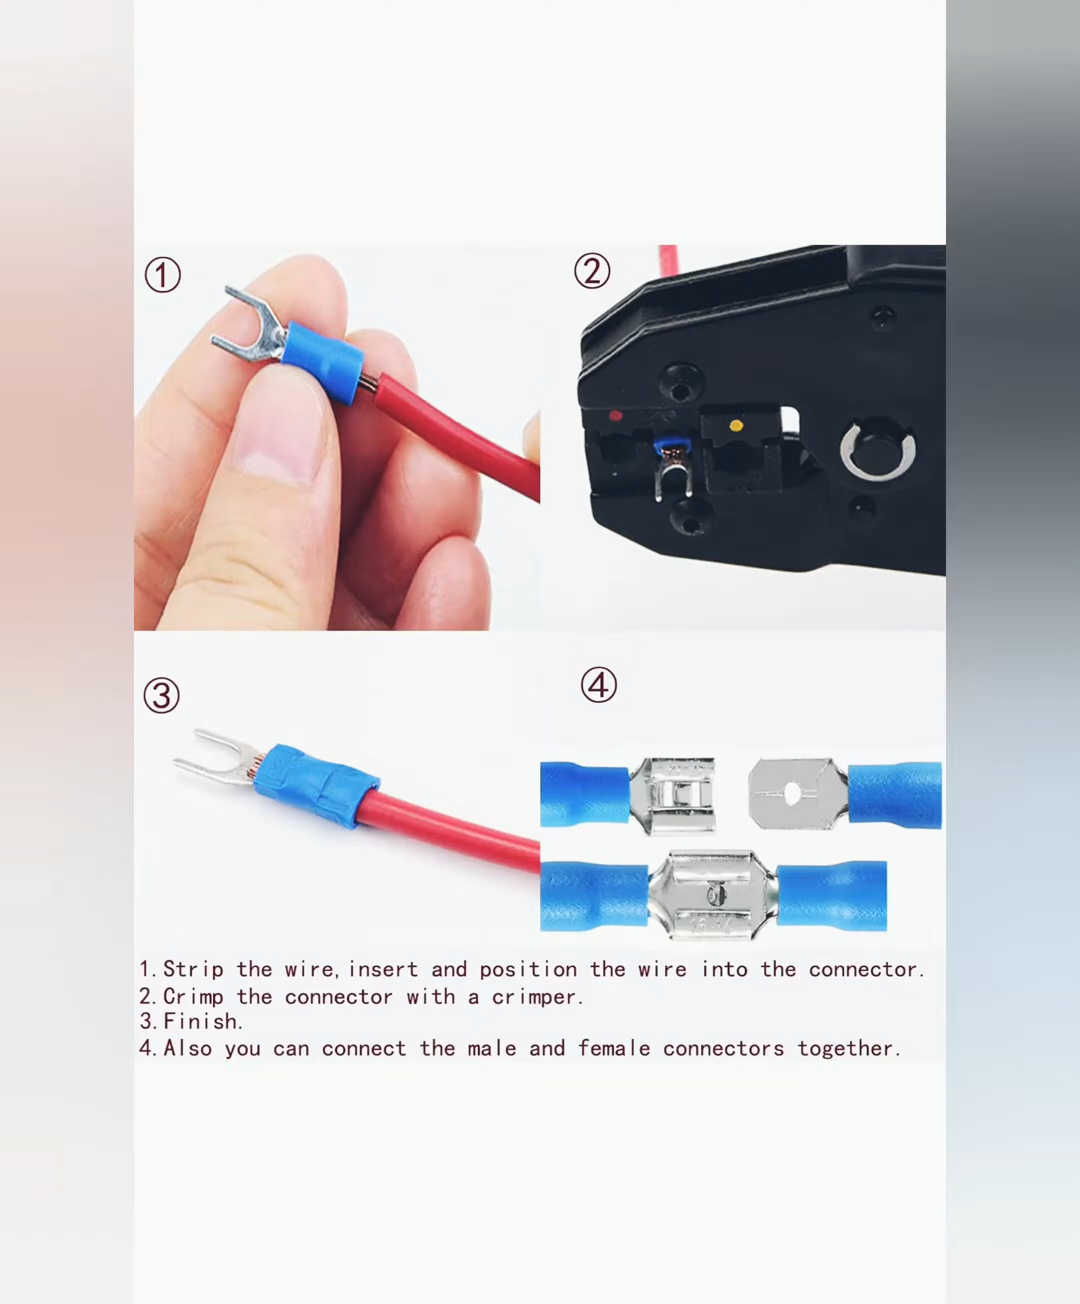 ①
②
③
④
1. Strip the wire, insert and position the wire into the connector.
2. Crimp the connector with a crimper.
3. Finish.
4. Also you can connect the male and female connectors together.